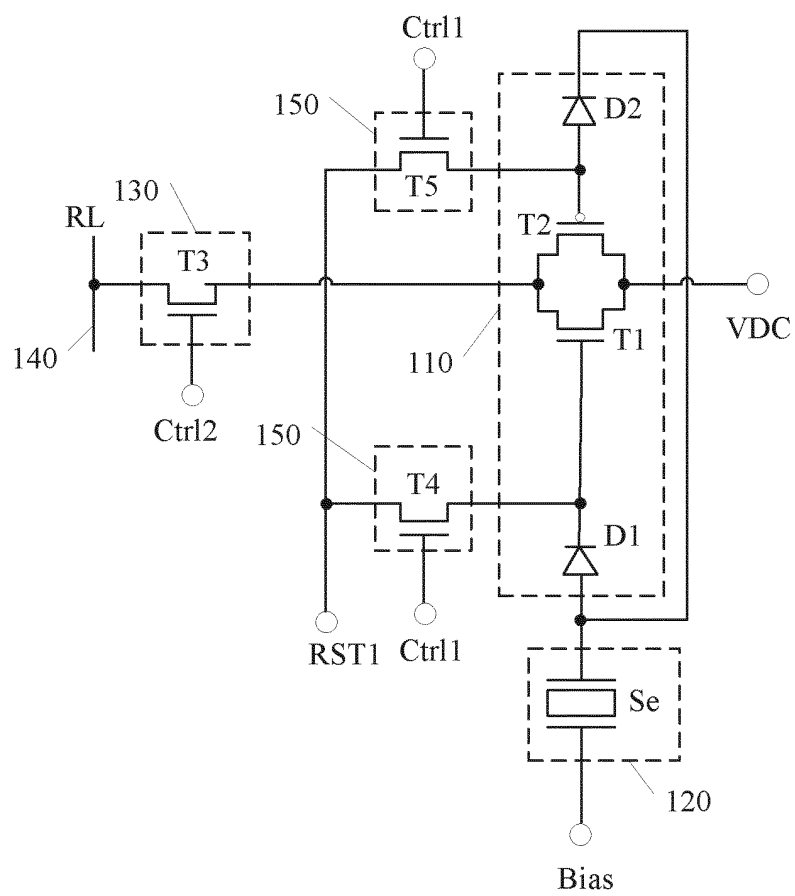 Ctrl1
150
D2
T5
130
RL
T2
T3
VDC
T1
110
140
Ctrl2
150
T4
D1
RST1
Ctrl1
Se
120
Bias